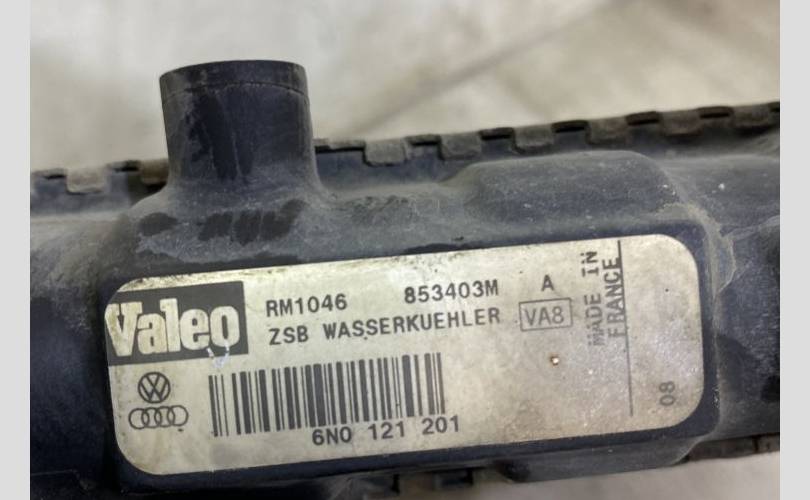 Valeo
RM1046 853403M A
ZSB WASSERKUEHLER VA8
MADE IN
FRANCE
6N0 121 201
08